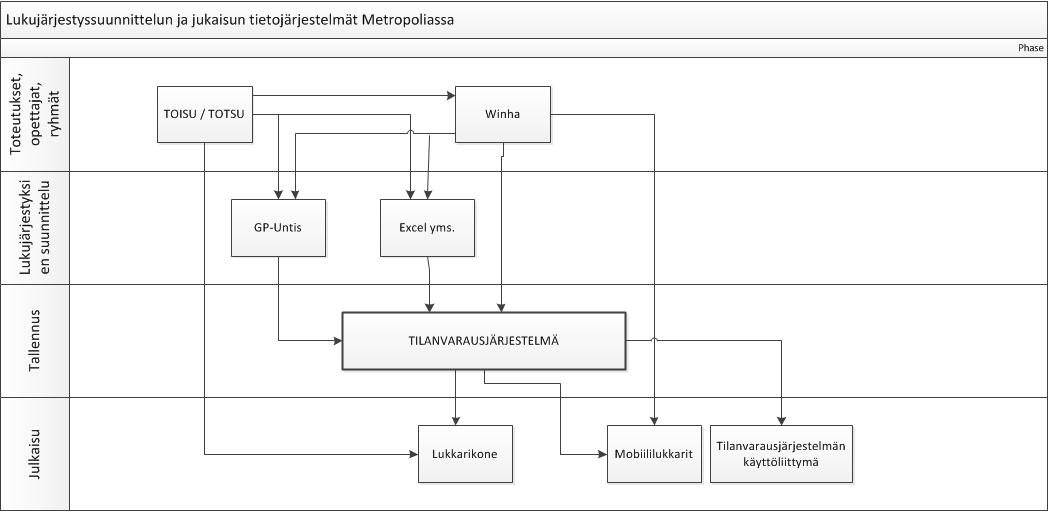 Lukujärjestyssuunnittelun ja jukaisun tietojärjestelmät Metropoliassa
Phase
Toteutukset,
opettajat,
ryhmät
TOISU / TOTSU
Winha
Lukujärjestyksi
en suunnittelu
GP-Untis
Excel yms.
Tallennus
TILANVARAUSJÄRJESTELMÄ
Julkaisu
Lukkarikone
Mobiililukkarit
Tilanvarausjärjestelmän
käyttöliittymä